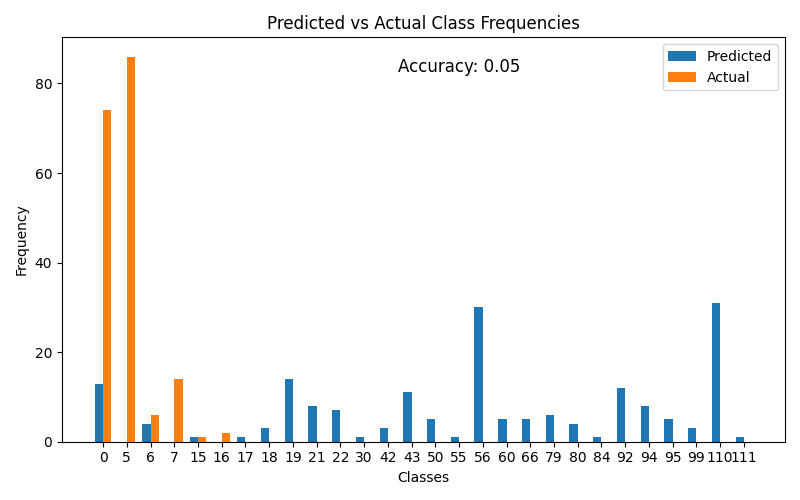 Predicted vs Actual Class Frequencies
Accuracy: 0.05
Predicted
Actual
Frequency
80
60
40
20
0
0 5 6 7 15 16 17 18 19 21 22 30 42 43 50 55 56 60 66 79 80 84 92 94 95 99 110 111
Classes